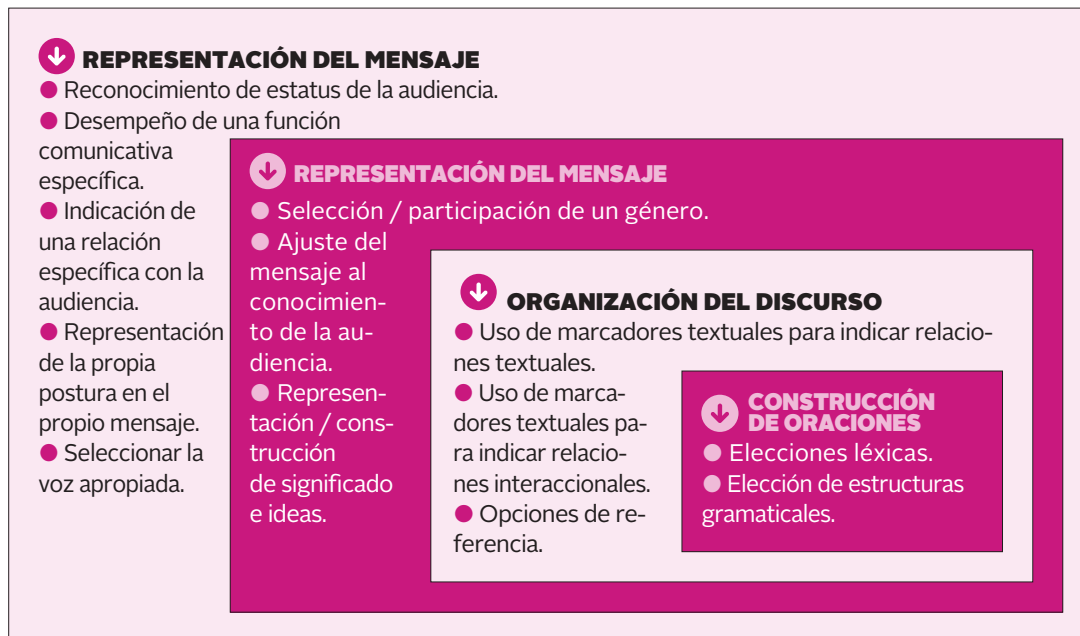 REPRESENTACIÓN DEL MENSAJE
● Reconocimiento de estatus de la audiencia.
● Desempeño de una función
comunicativa
específica.
● Indicación de
una relación
específica con la
audiencia.
● Representación
de la propia
postura en el
propio mensaje.
● Seleccionar la
voz apropiada.
REPRESENTACIÓN DEL MENSAJE
● Selección / participación de un género.
● Ajuste del
mensaje al
conocimien-
to de la au-
diencia.
● Represen-
tación / cons-
trucción
de significado
e ideas.
ORGANIZACIÓN DEL DISCURSO
● Uso de marcadores textuales para indicar relacio-
nes textuales.
● Uso de marca-
dores textuales pa-
ra indicar relacio-
nes interaccionales.
● Opciones de re-
ferencia.
CONSTRUCCIÓN
DE ORACIONES
● Elecciones léxicas.
● Elección de estructuras
gramaticales.